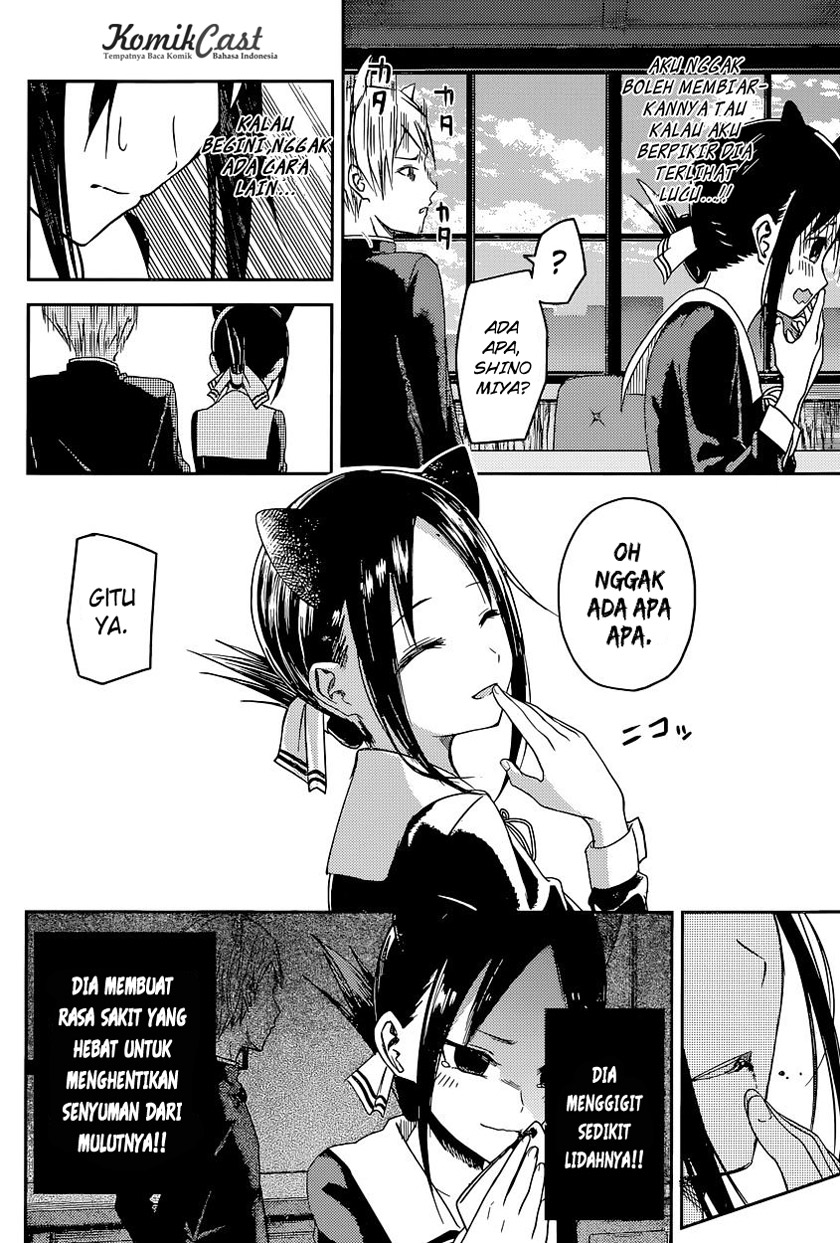 KomikCast
Tempatnya Baca Komik Bahasa Indonesia
AKU NGGAK
BOLEH MEMBIAR-
KANNYA TAU
KALAU AKU
BERPIKIR DIA
TERLIHAT
LUCU...!!
カタ
カタカタ
?
ADA
APA,
SHINO
MIYA?
KALAU
BEGINI NGGAK
ADA CARA
LAIN...
OH
NGGAK
ADA APA
APA.
ニコッ
GITU
YA.
DIA
MENGGIGIT
SEDIKIT
LIDAHNYA!!
DIA MEMBUAT
RASA SAKIT YANG
HEBAT UNTUK
MENGHENTIKAN
SENYUMAN DARI
MULUTNYA!!